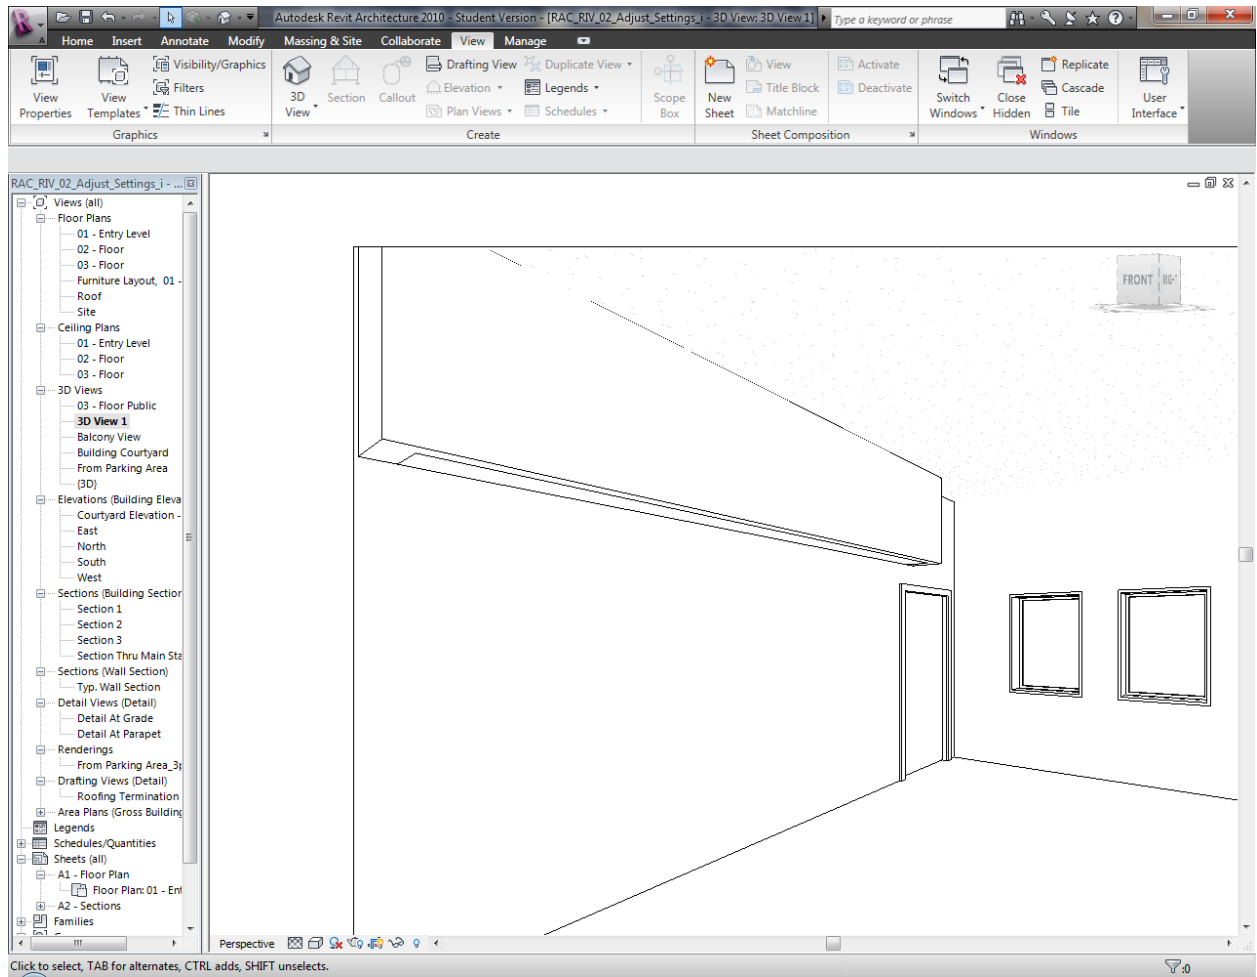 Autodesk Revit Architecture 2010 - Student Version - [RAC_RIV_02_Adjust_Settings_i - 3D View: 3D View 1]
Type a keyword or phrase
Home Insert Annotate Modify Massing & Site Collaborate View Manage
View Properties
View Templates
Visibility/Graphics
Filters
Thin Lines
3D View
Section
Callout
Drafting View
Elevation
Plan Views
Duplicate View
Legends
Schedules
Scope Box
New Sheet
View
Title Block
Matchline
Activate
Deactivate
Switch Windows
Close Hidden
Replicate
Cascade
Tile
User Interface
Graphics
Create
Sheet Composition
Windows
RAC_RIV_02_Adjust_Settings_i - ...
Views (all)
Floor Plans
01 - Entry Level
02 - Floor
03 - Floor
Furniture Layout, 01 -
Roof
Site
Ceiling Plans
01 - Entry Level
02 - Floor
03 - Floor
3D Views
03 - Floor Public
3D View 1
Balcony View
Building Courtyard
From Parking Area
{3D}
Elevations (Building Eleva
Courtyard Elevation -
East
North
South
West
Sections (Building Section
Section 1
Section 2
Section 3
Section Thru Main Sta
Sections (Wall Section)
Typ. Wall Section
Detail Views (Detail)
Detail At Grade
Detail At Parapet
Renderings
From Parking Area_3p
Drafting Views (Detail)
Roofing Termination
Area Plans (Gross Building
Legends
Schedules/Quantities
Sheets (all)
A1 - Floor Plan
Floor Plan: 01 - Ent
A2 - Sections
Families
FRONT
Perspective
Click to select, TAB for alternates, CTRL adds, SHIFT unselects.
:0